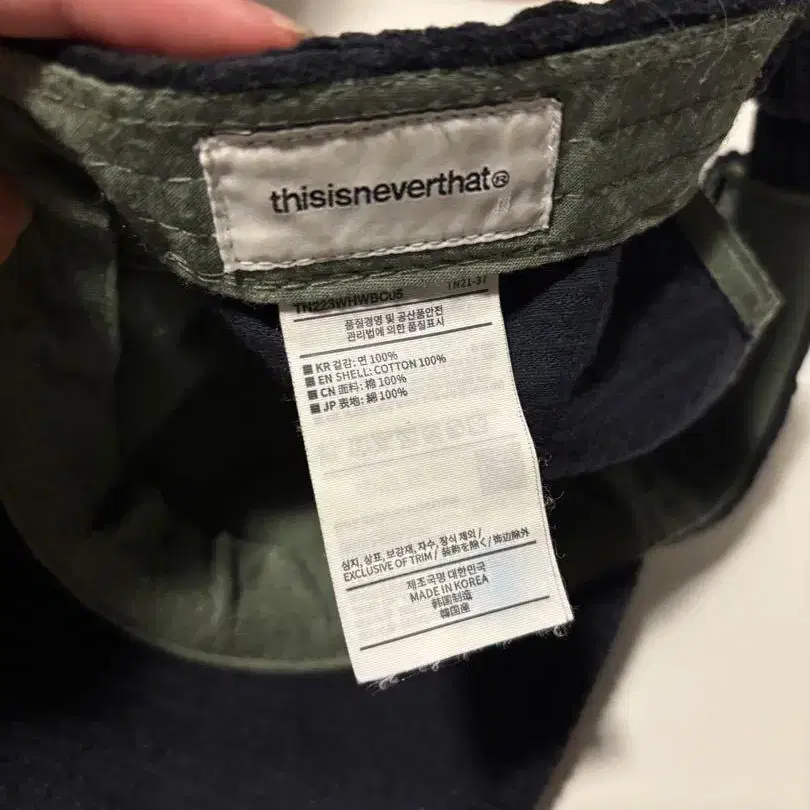 thisisneverthat®
TN223WHWBC05 TN21-37
품질경영 및 공산품안전
관리법에 의한 품질표시
■ KR 겉감: 면 100%
■ EN SHELL: COTTON 100%
■ CN 面料: 棉 100%
■ JP 表地: 綿 100%
심지, 상표, 보강재, 자수, 장식 제외 /
EXCLUSIVE OF TRIM / 装飾を除く / 饰边除外
제조국명 대한민국
MADE IN KOREA
韩国制造
韓国産